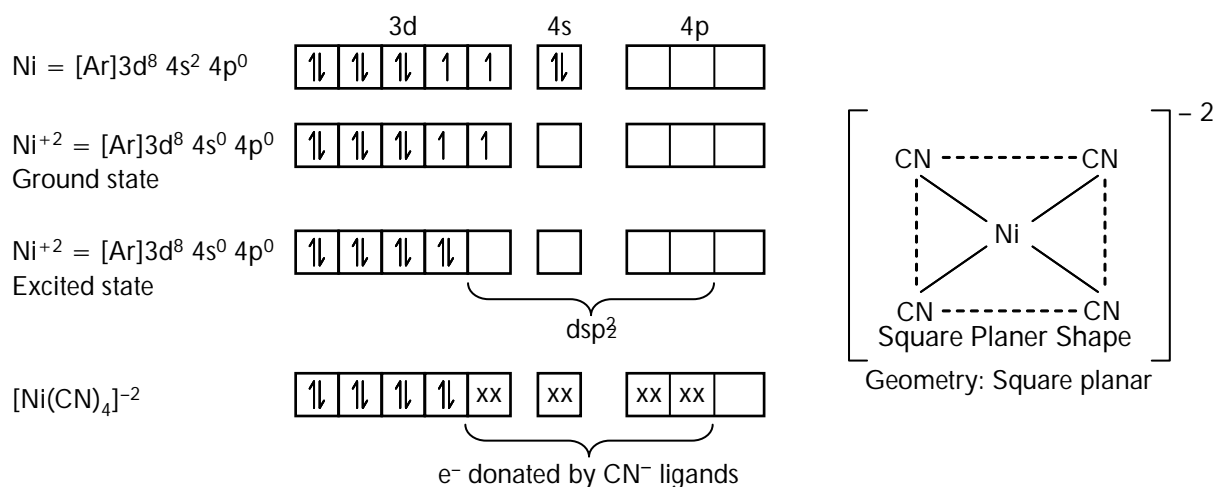 3d 4s 4p
Ni = [Ar]3d⁸ 4s² 4p⁰ ⥮ ⥮ ⥮ ↿ ↿ ⥮
Ni⁺² = [Ar]3d⁸ 4s⁰ 4p⁰ ⥮ ⥮ ⥮ ↿ ↿
Ground state
Ni⁺² = [Ar]3d⁸ 4s⁰ 4p⁰ ⥮ ⥮ ⥮ ⥮
Excited state
dsp²
[Ni(CN)₄]⁻² ⥮ ⥮ ⥮ ⥮ xx xx xx xx
e⁻ donated by CN⁻ ligands
– 2
CN CN
Ni
CN CN
Square Planer Shape
Geometry: Square planar